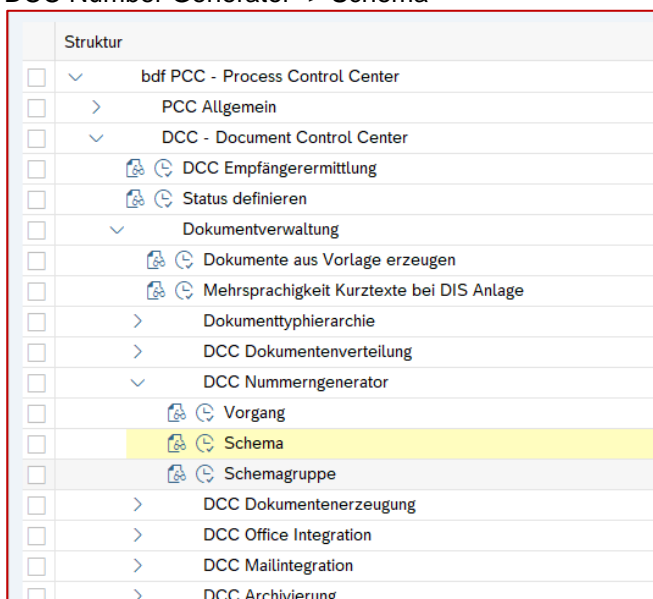 DCC Number Generator -> Schema
Struktur
bdf PCC - Process Control Center
PCC Allgemein
DCC - Document Control Center
DCC Empfängerermittlung
Status definieren
Dokumentverwaltung
Dokumente aus Vorlage erzeugen
Mehrsprachigkeit Kurztexte bei DIS Anlage
Dokumenttyphierarchie
DCC Dokumentenverteilung
DCC Nummerngenerator
Vorgang
Schema
Schemagruppe
DCC Dokumentenerzeugung
DCC Office Integration
DCC Mailintegration
DCC Archivierung